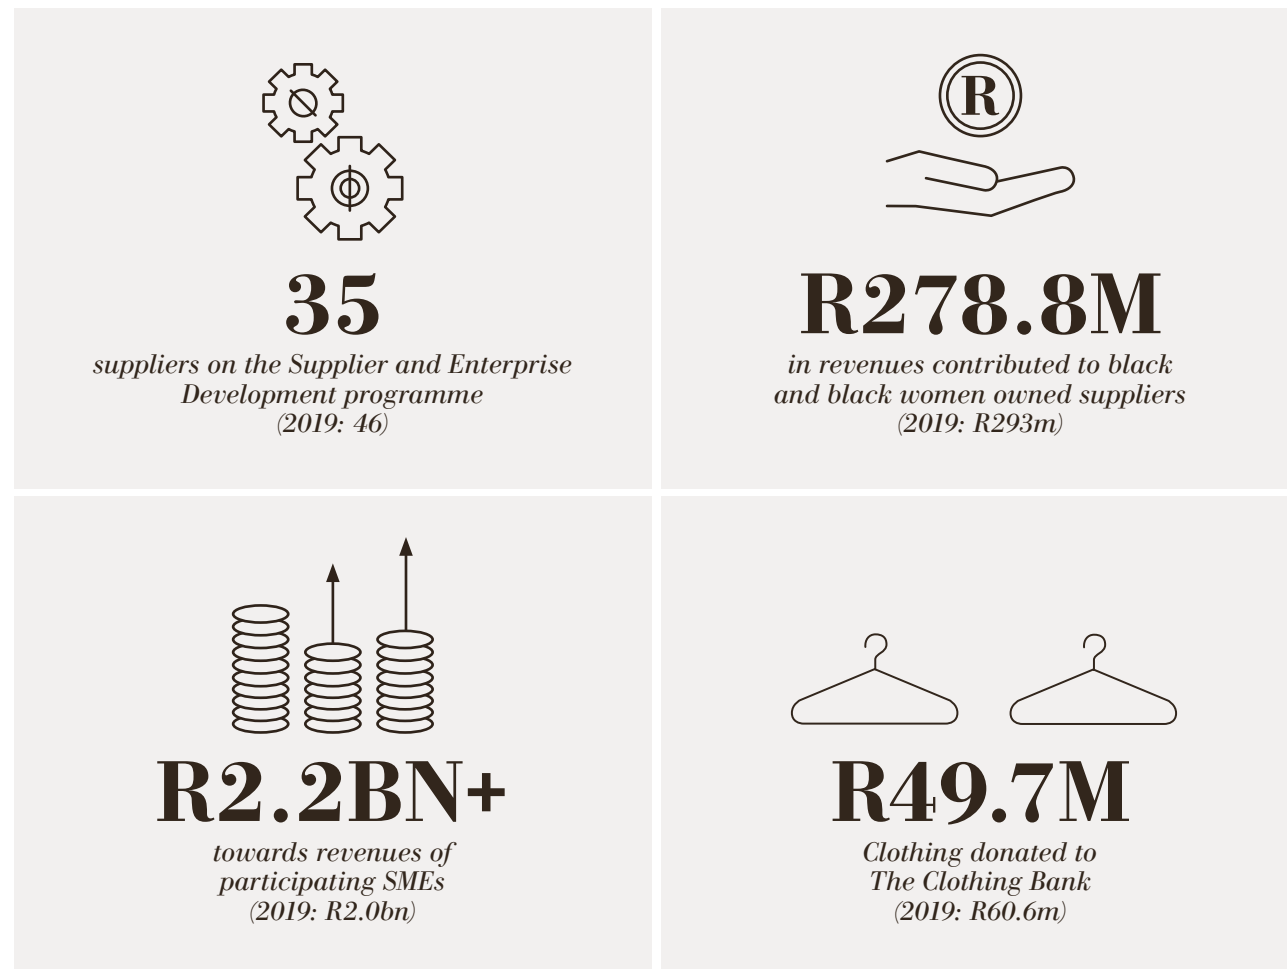 35
suppliers on the Supplier and Enterprise
Development programme
(2019: 46)
R
R278.8M
in revenues contributed to black
and black women owned suppliers
(2019: R293m)
R2.2BN+
towards revenues of
participating SMEs
(2019: R2.0bn)
R49.7M
Clothing donated to
The Clothing Bank
(2019: R60.6m)